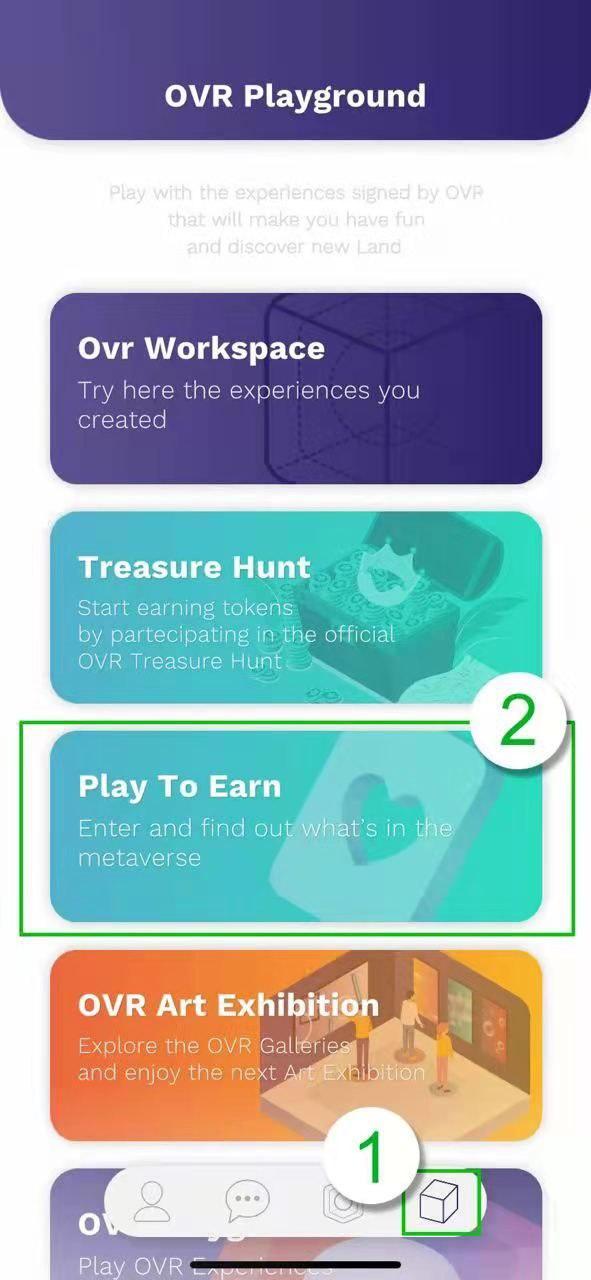 OVR Playground
Play with the experiences signed by OVR
that will make you have fun
and discover new Land
Ovr Workspace
Try here the experiences you
created
Treasure Hunt
Start earning tokens
by partecipating in the official
OVR Treasure Hunt
2
Play To Earn
Enter and find out what's in the
metaverse
OVR Art Exhibition
Explore the OVR Galleries
and enjoy the next Art Exhibition
1
Play OVR Experiences